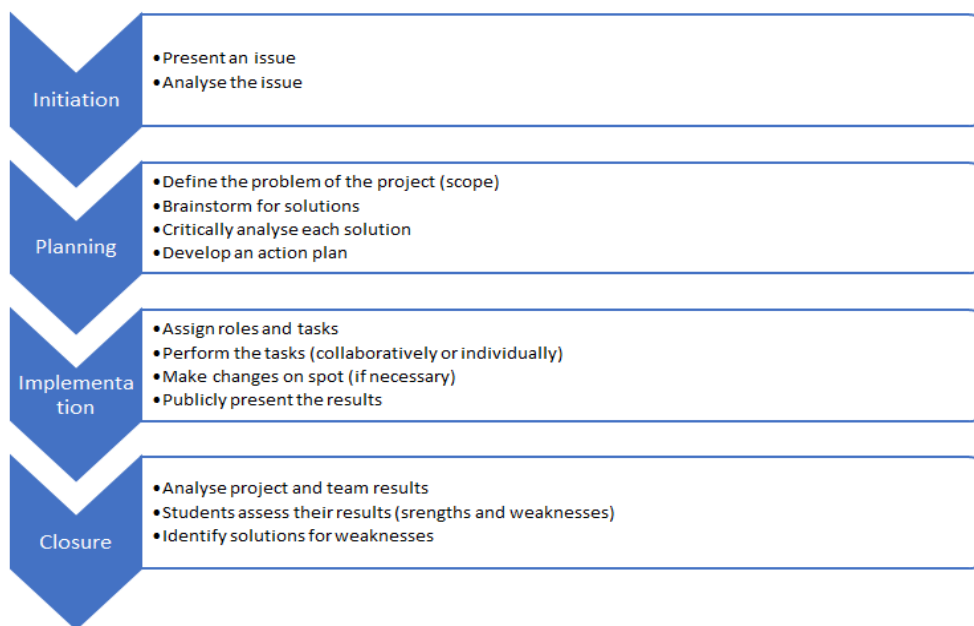 Initiation
•Present an issue
•Analyse the issue
Planning
•Define the problem of the project (scope)
•Brainstorm for solutions
•Critically analyse each solution
•Develop an action plan
Implementa
tion
•Assign roles and tasks
•Perform the tasks (collaboratively or individually)
•Make changes on spot (if necessary)
•Publicly present the results
Closure
•Analyse project and team results
•Students assess their results (srengths and weaknesses)
•Identify solutions for weaknesses